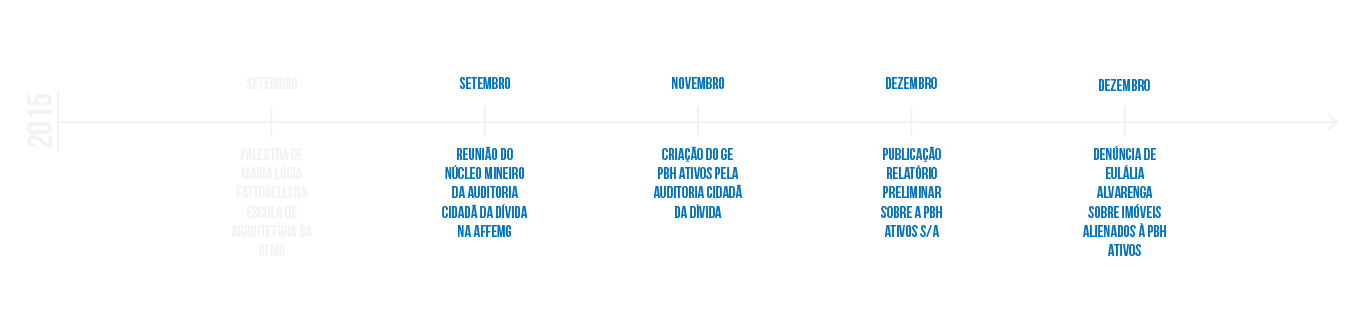 2015
SETEMBRO
PALESTRA DE
MARIA LÚCIA
FATTORELLI NA
ESCOLA DE
ARQUITETURA DA
UFMG
SETEMBRO
REUNIÃO DO
NÚCLEO MINEIRO
DA AUDITORIA
CIDADÃ DA DÍVIDA
NA AFFEMG
NOVEMBRO
CRIAÇÃO DO GE
PBH ATIVOS PELA
AUDITORIA CIDADÃ
DA DÍVIDA
DEZEMBRO
PUBLICAÇÃO
RELATÓRIO
PRELIMINAR
SOBRE A PBH
ATIVOS S/A
DEZEMBRO
DENÚNCIA DE
EULÁLIA
ALVARENGA
SOBRE IMÓVEIS
ALIENADOS À PBH
ATIVOS